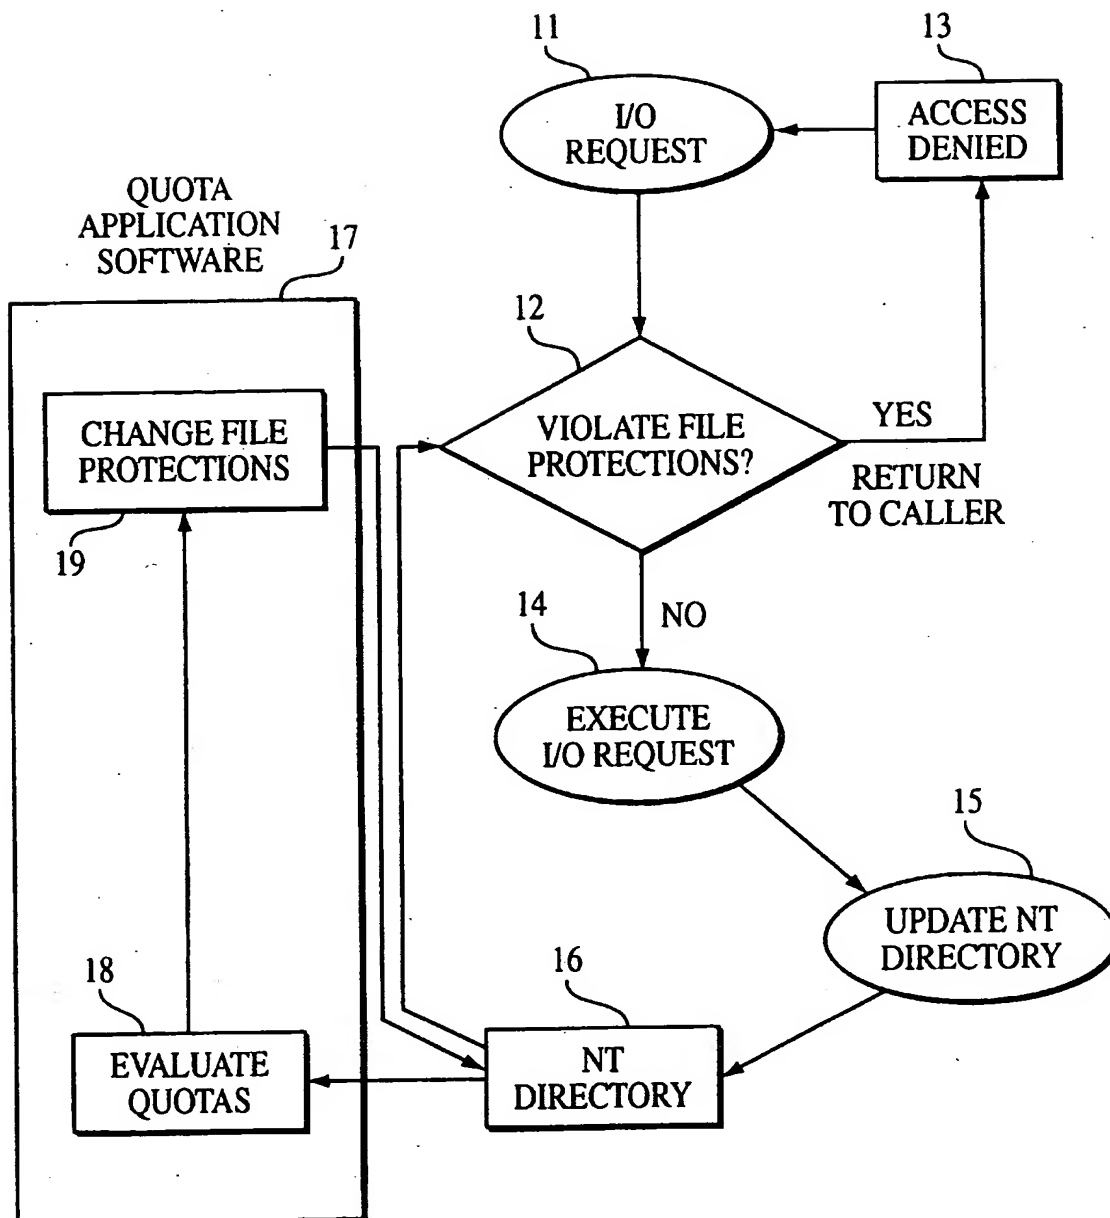 11
I/O
REQUEST
13
ACCESS
DENIED
QUOTA
APPLICATION
SOFTWARE
17
12
VIOLATE FILE
PROTECTIONS?
YES
RETURN
TO CALLER
CHANGE FILE
PROTECTIONS
19
NO
14
EXECUTE
I/O REQUEST
15
UPDATE NT
DIRECTORY
16
NT
DIRECTORY
18
EVALUATE
QUOTAS